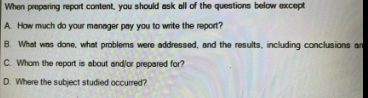 When preparing report content, you should ask all of the questions below except
A. How much do your manager pay you to write the report?
B. What was done, what problems were addressed, and the results, including conclusions an
C. Whom the report is about and/or prepared for?
D. Where the subject studied occurred?